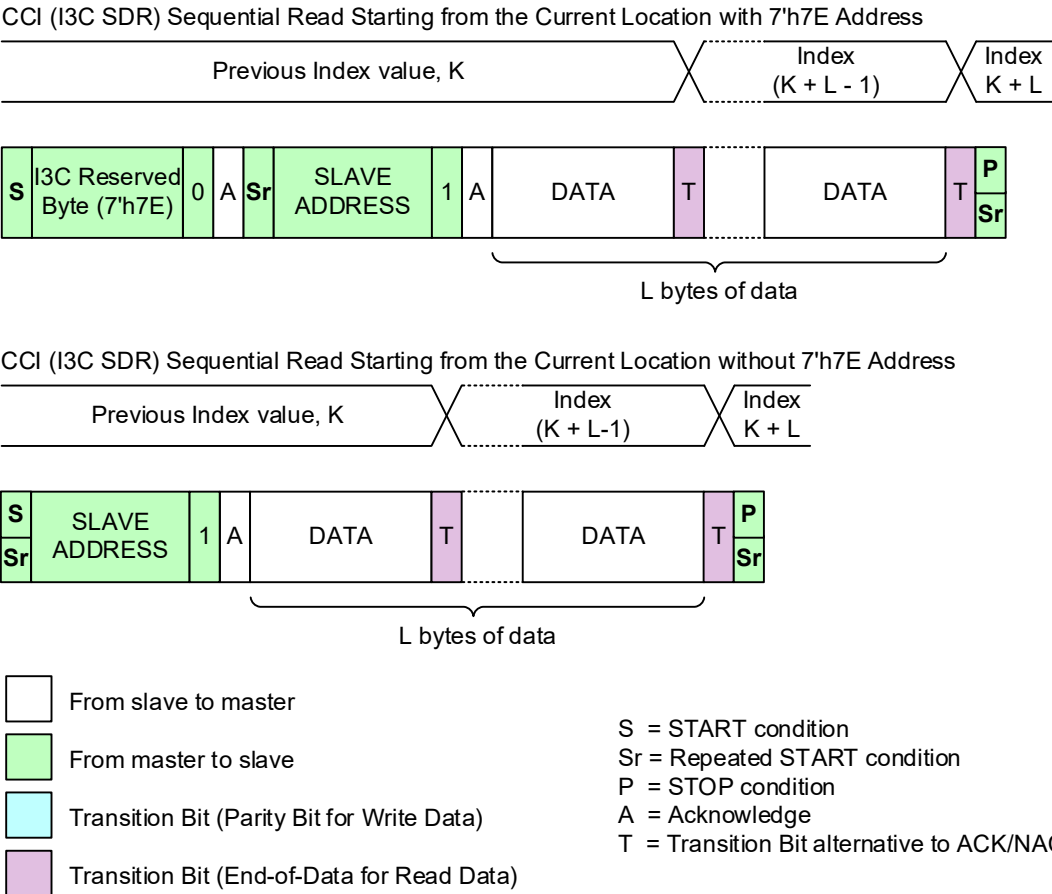 CCI (I3C SDR) Sequential Read Starting from the Current Location with 7'h7E Address
Previous Index value, K
Index
(K + L - 1)
Index
K + L
S
I3C Reserved
Byte (7'h7E)
0
A
Sr
SLAVE
ADDRESS
1
A
DATA
T
DATA
T
P
Sr
L bytes of data
CCI (I3C SDR) Sequential Read Starting from the Current Location without 7'h7E Address
Previous Index value, K
Index
(K + L-1)
Index
K + L
S
Sr
SLAVE
ADDRESS
1
A
DATA
T
DATA
T
P
Sr
L bytes of data
From slave to master
From master to slave
Transition Bit (Parity Bit for Write Data)
Transition Bit (End-of-Data for Read Data)
S = START condition
Sr = Repeated START condition
P = STOP condition
A = Acknowledge
T = Transition Bit alternative to